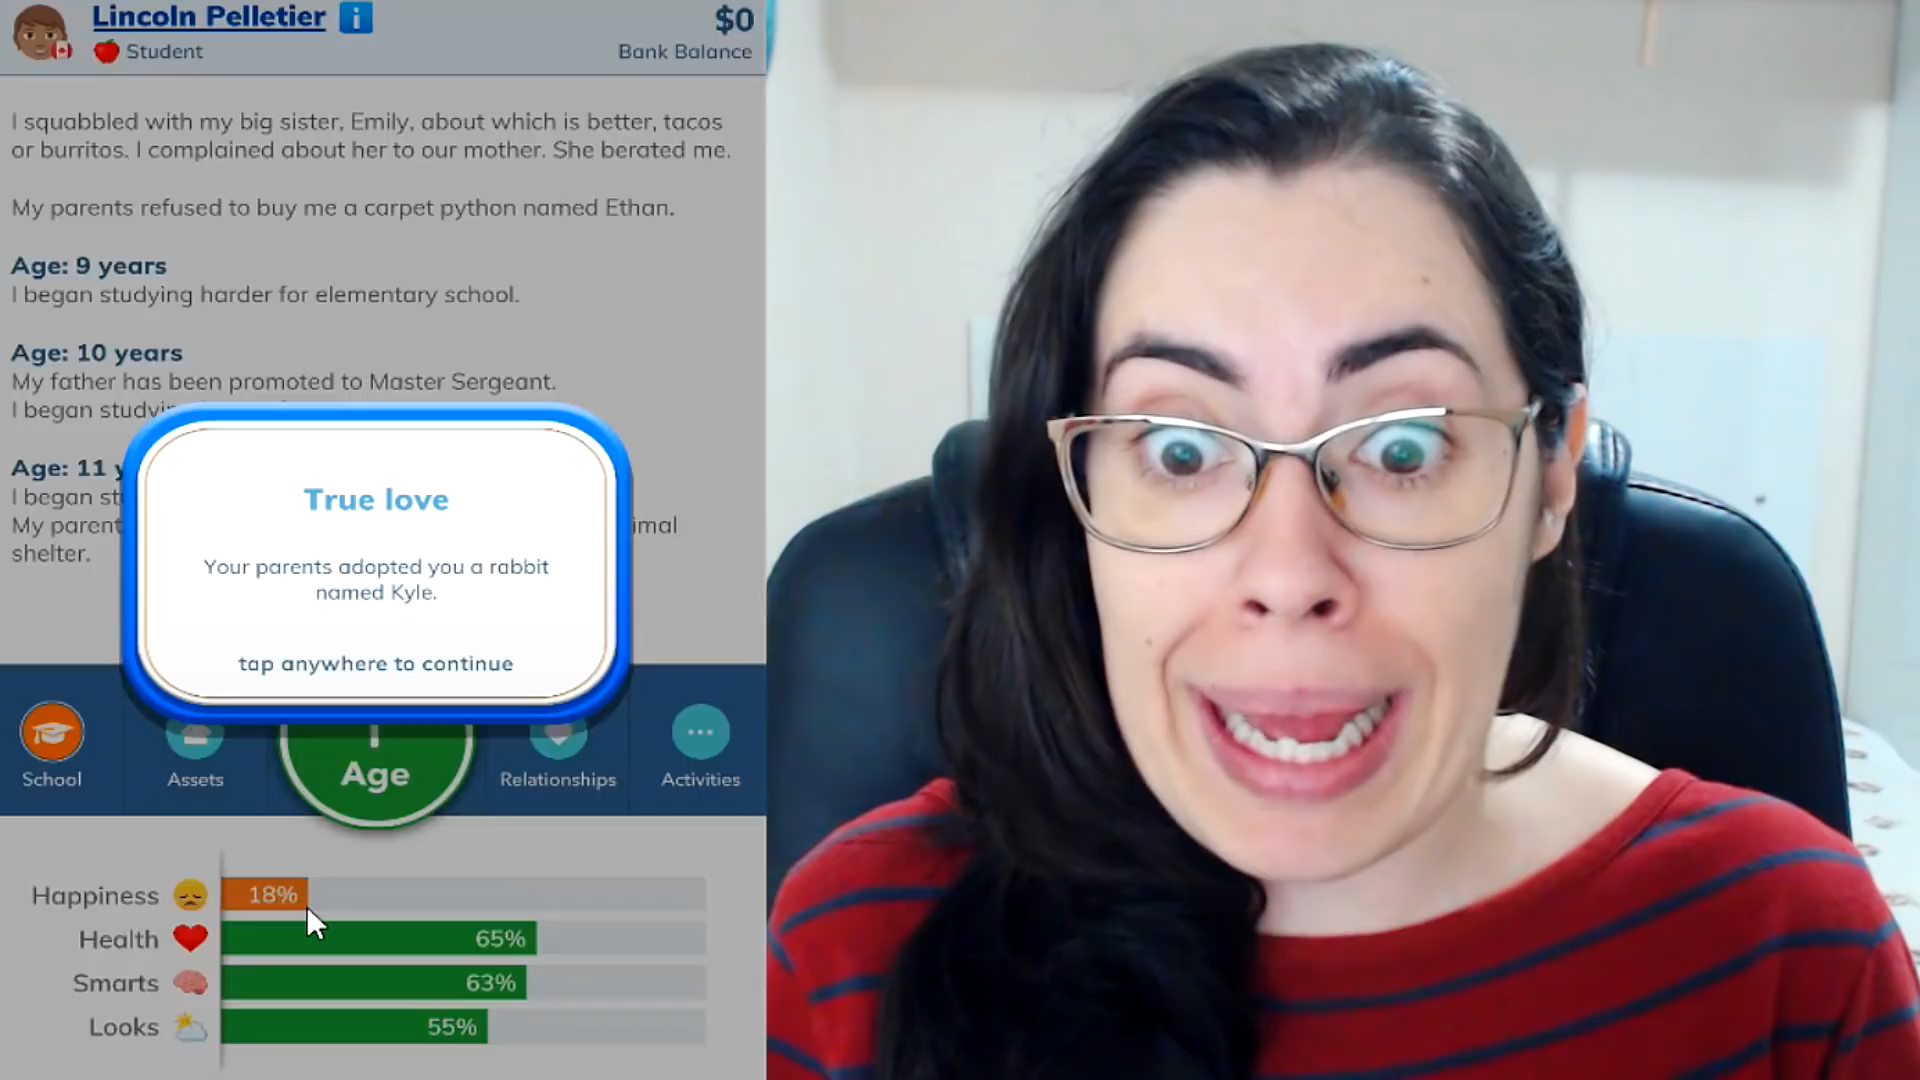 Lincoln Pelletier
$0
Student
Bank Balance
I squabbled with my big sister, Emily, about which is better, tacos
or burritos. I complained about her to our mother. She berated me.
My parents refused to buy me a carpet python named Ethan.
Age: 9 years
I began studying harder for elementary school.
Age: 10 years
My father has been promoted to Master Sergeant.
I began
Age: 11
I began
My
shelter.
True love
Your parents adopted you a rabbit
named Kyle.
tap anywhere to continue
School
Assets
Age
Relationships
Activities
Happiness 18%
Health 65%
Smarts 63%
Looks 55%